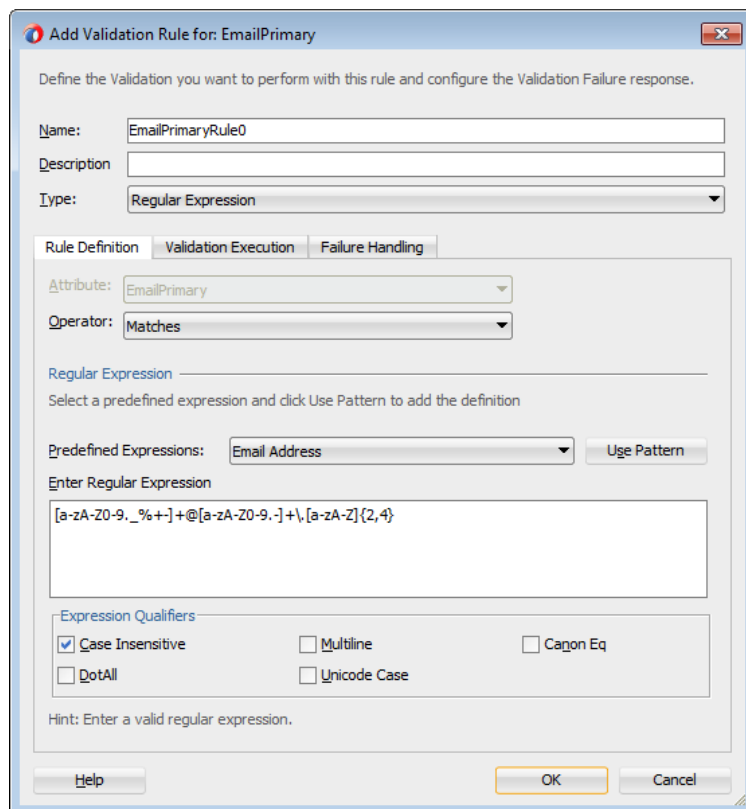 Add Validation Rule for: EmailPrimary
Define the Validation you want to perform with this rule and configure the Validation Failure response.
Name: EmailPrimaryRule0
Description
Type: Regular Expression
Rule Definition Validation Execution Failure Handling
Attribute: EmailPrimary
Operator: Matches
Regular Expression
Select a predefined expression and click Use Pattern to add the definition
Predefined Expressions: Email Address Use Pattern
Enter Regular Expression
[a-zA-Z0-9._%+-]+@[a-zA-Z0-9.-]+\.[a-zA-Z]{2,4}
Expression Qualifiers
Case Insensitive Multiline Canon Eq
DotAll Unicode Case
Hint: Enter a valid regular expression.
Help OK Cancel